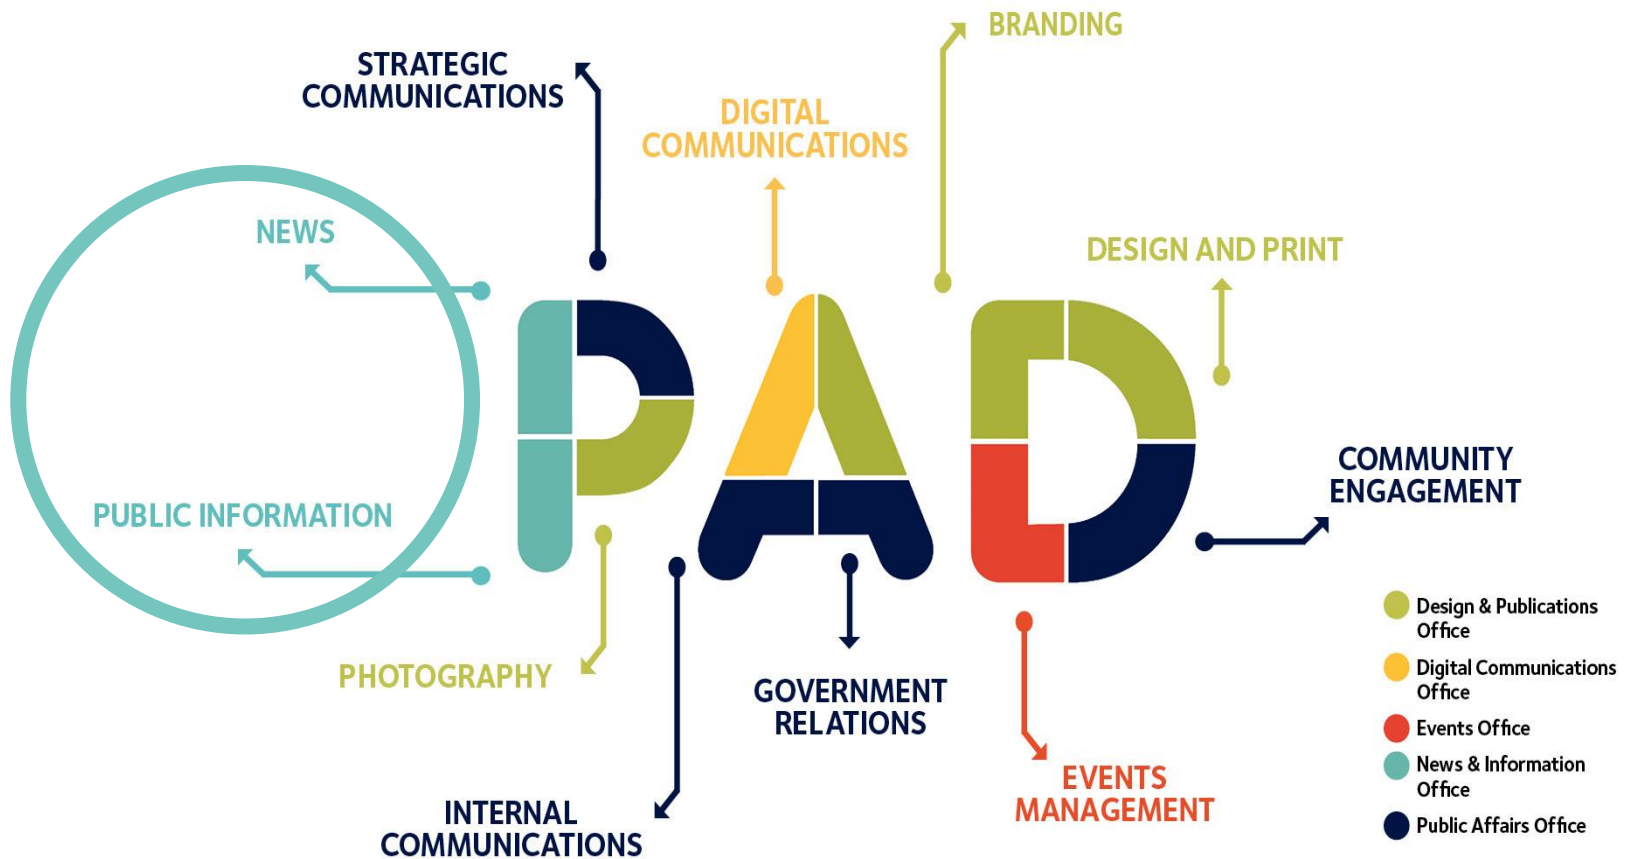 BRANDING
STRATEGIC
COMMUNICATIONS
DIGITAL
COMMUNICATIONS
NEWS
DESIGN AND PRINT
PAD
COMMUNITY
ENGAGEMENT
PUBLIC INFORMATION
PHOTOGRAPHY
GOVERNMENT
RELATIONS
EVENTS
MANAGEMENT
INTERNAL
COMMUNICATIONS
Design & Publications
Office
Digital Communications
Office
Events Office
News & Information
Office
Public Affairs Office